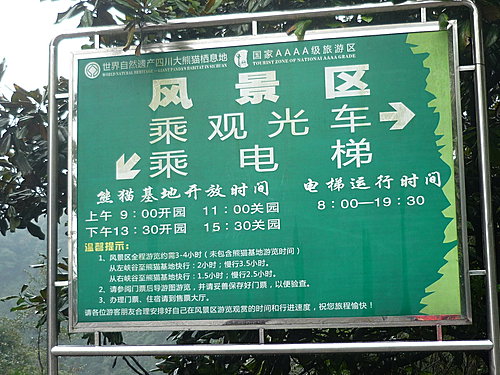 世界自然遗产四川大熊猫栖息地
WORLD NATURAL HERITAGE—GIANT PANDA HABITAT IN SICHUAN
国家AAAA级旅游区
TOURIST ZONE OF NATIONAL AAAA GRADE
风景区
乘观光车
乘电梯
熊猫基地开放时间
上午 9：00开园 11：00关园
下午13：30开园 15：30关园
电梯运行时间
8：00—19：30
温馨提示：
1、风景区全程游览约需3-4小时（未包含熊猫基地游览时间）
从左峡谷至熊猫基地快行：2小时；慢行3.5小时。
从右峡谷至熊猫基地快行：1.5小时；慢行2.5小时。
2、请参阅门票后导游图游览，并请妥善保存好门票，以便验查。
3、办理门票、住宿请到售票大厅。
请各位游客朋友合理安排好自己在风景区游览观赏的时间和行进速度，祝您旅程愉快！